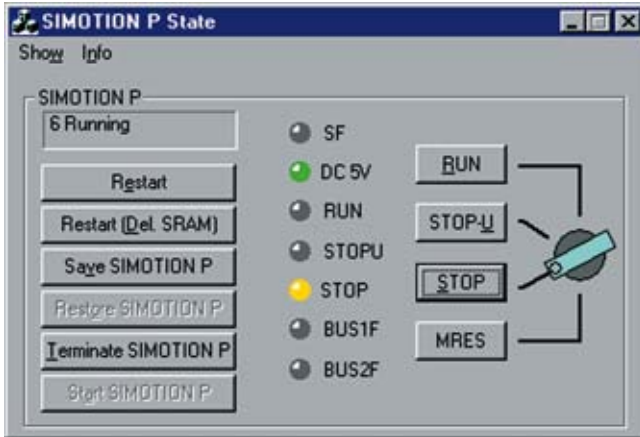 SIMOTION P State
Show Info
SIMOTION P
6 Running
Restart
Restart (Del. SRAM)
Save SIMOTION P
Restore SIMOTION P
Terminate SIMOTION P
Start SIMOTION P
SF
DC 5V
RUN
STOPU
STOP
BUS1F
BUS2F
RUN
STOP-U
STOP
MRES